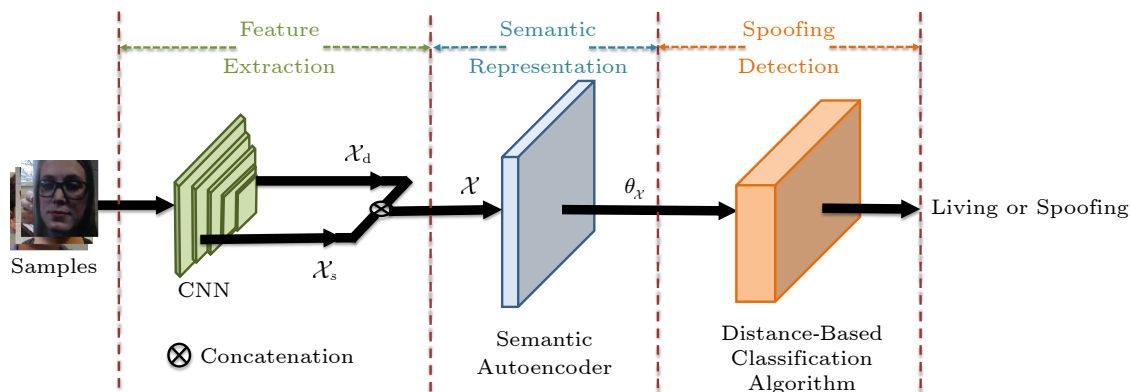 Feature
Extraction
Semantic
Representation
Spoofing
Detection
Samples
CNN
𝒳d
𝒳s
⊗ Concatenation
𝒳
Semantic
Autoencoder
θ𝒳
Distance-Based
Classification
Algorithm
Living or Spoofing